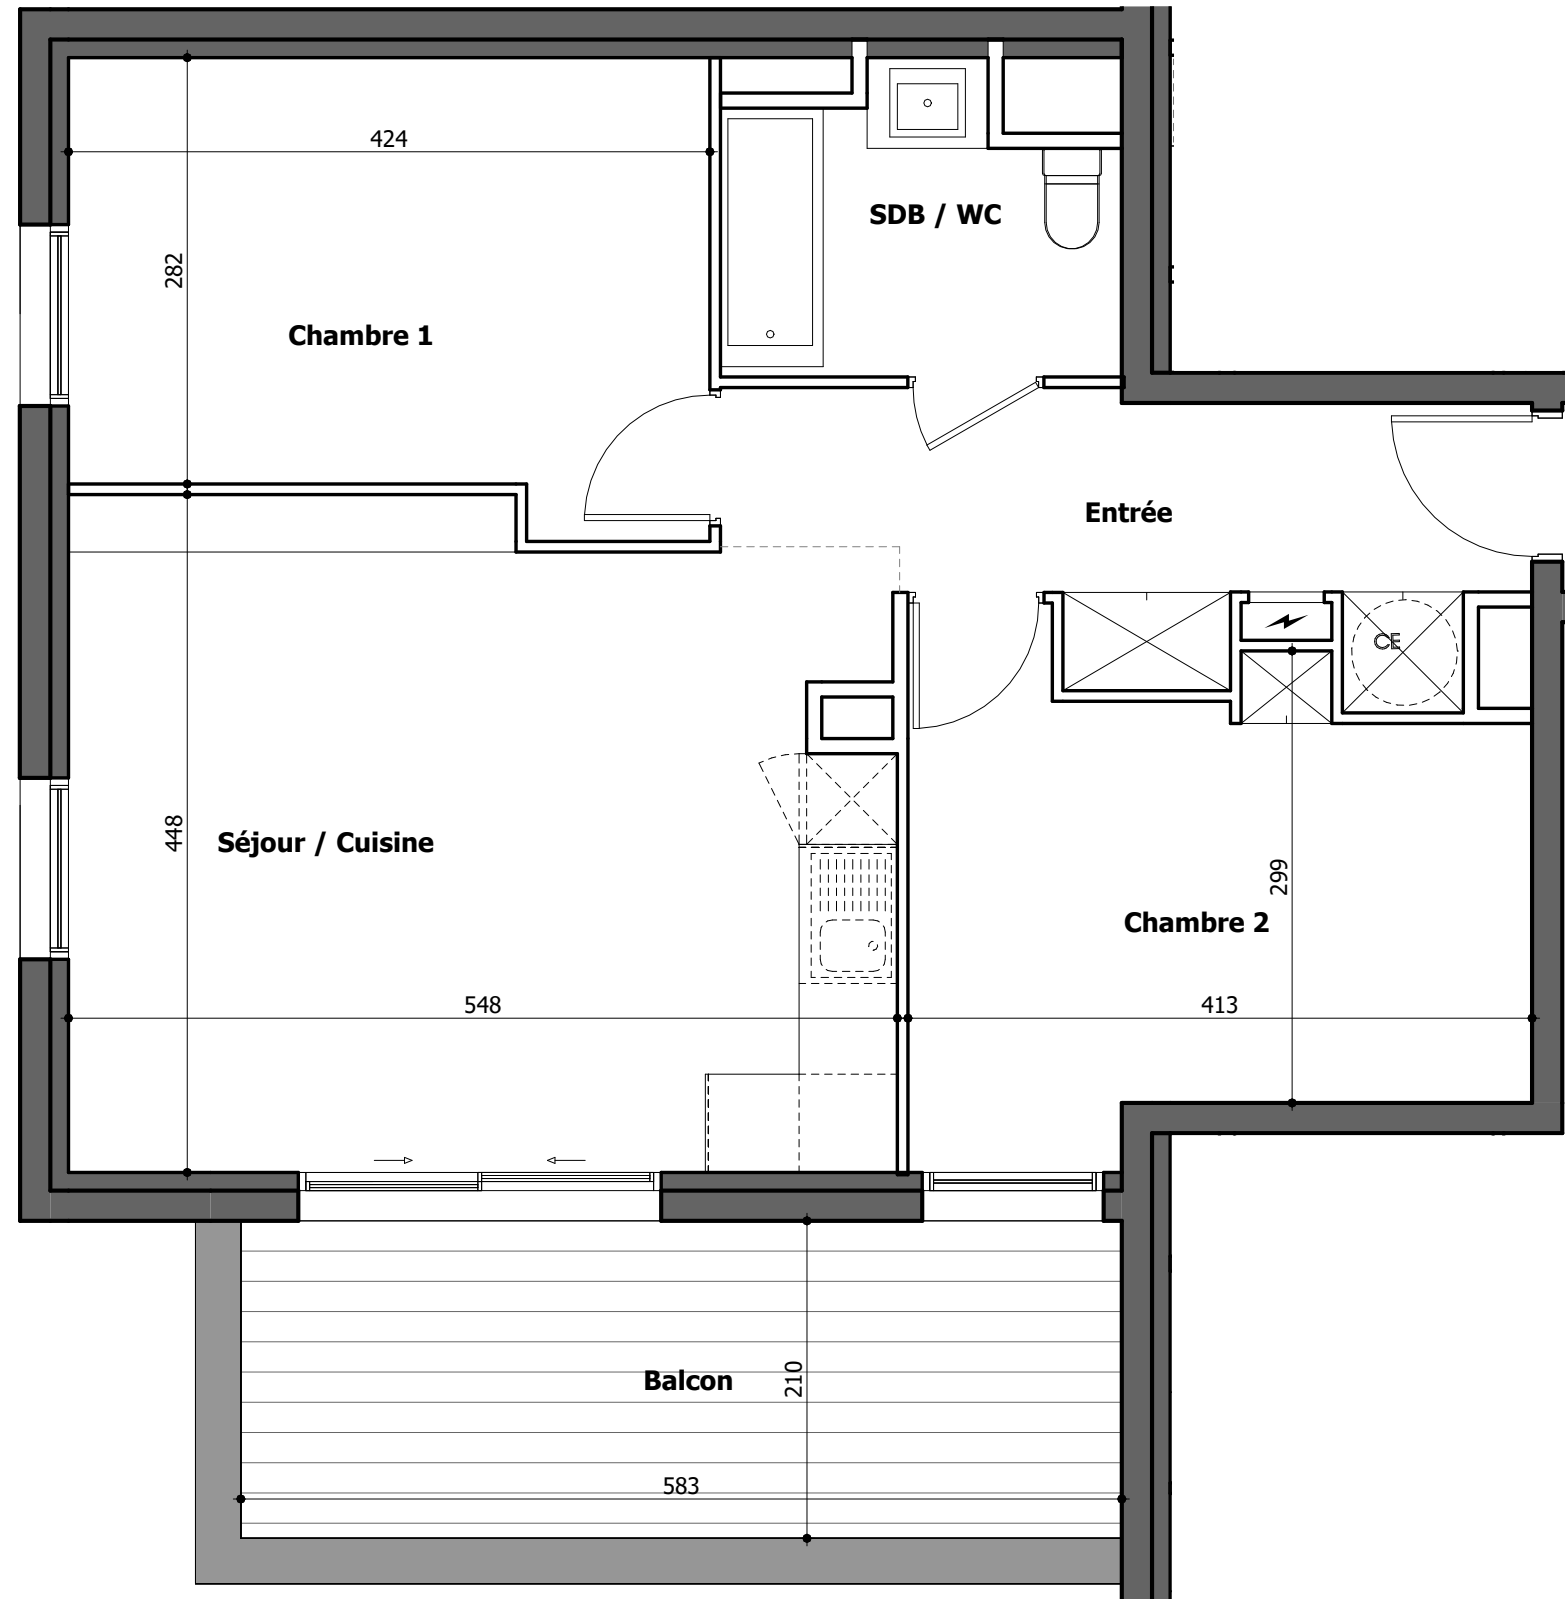 424
SDB / WC
282
Chambre 1
Entrée
CE
448
Séjour / Cuisine
299
Chambre 2
548
413
Balcon
210
583